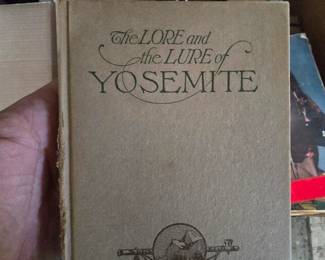 The LORE and
the LURE of
YOSEMITE